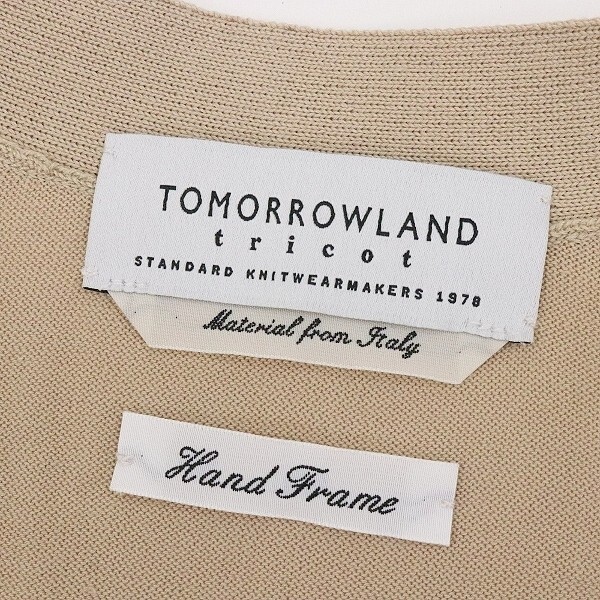 TOMORROWLAND
tricot
STANDARD KNITWEARMAKERS 1978
Material from Italy
Hand Frame